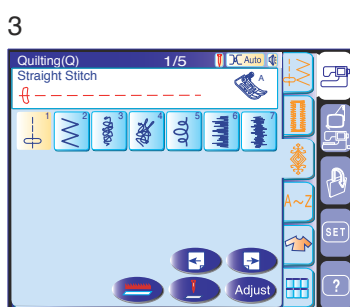 3
Quilting(Q) 1/5 Auto
Straight Stitch A
1 2 3 4 5 6 7
A~Z
SET
?
Adjust